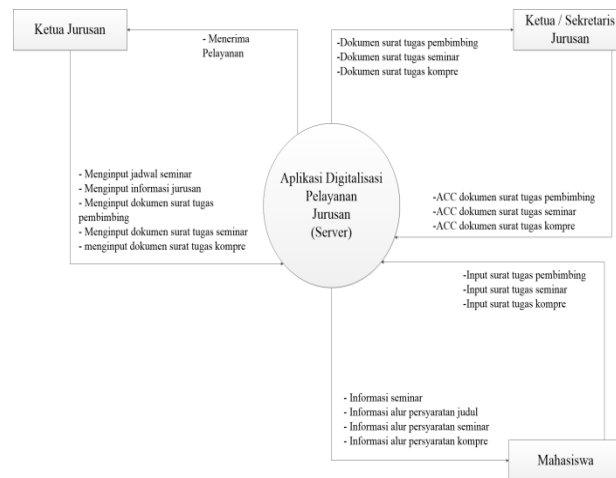 Ketua Jurusan
- Menerima
Pelayanan
-Dokumen surat tugas pembimbing
-Dokumen surat tugas seminar
-Dokumen surat tugas kompre
Ketua / Sekretaris
Jurusan
Aplikasi Digitalisasi
Pelayanan
Jurusan
(Server)
- Menginput jadwal seminar
- Menginput informasi jurusan
- Menginput dokumen surat tugas
pembimbing
- Menginput dokumen surat tugas seminar
- menginput dokumen surat tugas kompre
-ACC dokumen surat tugas pembimbing
-ACC dokumen surat tugas seminar
-ACC dokumen surat tugas kompre
-Input surat tugas pembimbing
-Input surat tugas seminar
-Input surat tugas kompre
- Informasi seminar
- Informasi alur persyaratan judul
- Informasi alur persyaratan seminar
- Informasi alur persyaratan kompre
Mahasiswa